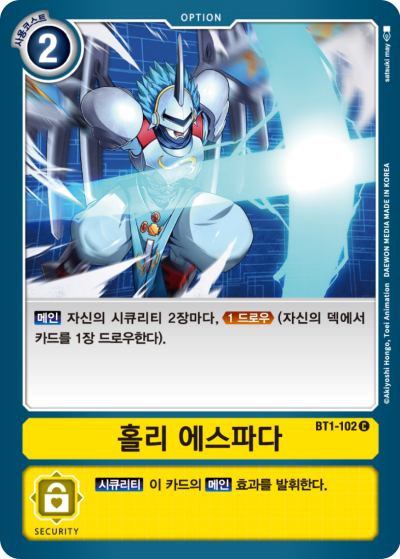 OPTION
사용코스트
2
satsuki may
메인 자신의 시큐리티 2장마다, 1 드로우 (자신의 덱에서
카드를 1장 드로우한다).
©Akiyoshi Hongo, Toei Animation DAEWON MEDIA MADE IN KOREA
BT1-102 C
홀리 에스파다
시큐리티 이 카드의 메인 효과를 발휘한다.
SECURITY